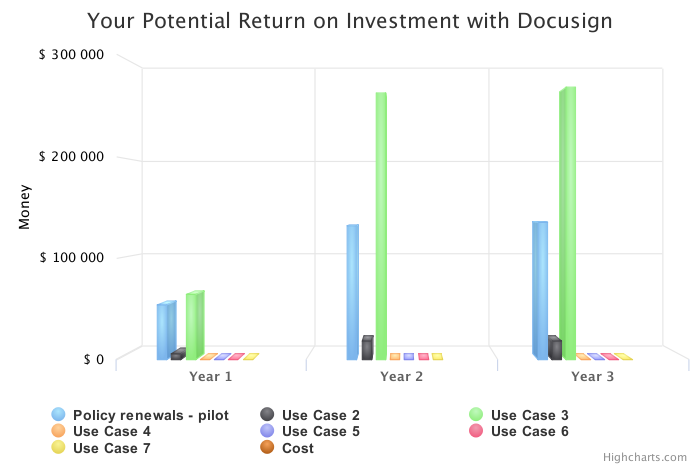 Your Potential Return on Investment with Docusign
$ 300 000
$ 200 000
$ 100 000
$ 0
Money
Year 1 Year 2 Year 3
Policy renewals - pilot Use Case 2 Use Case 3
Use Case 4 Use Case 5 Use Case 6
Use Case 7 Cost
Highcharts.com